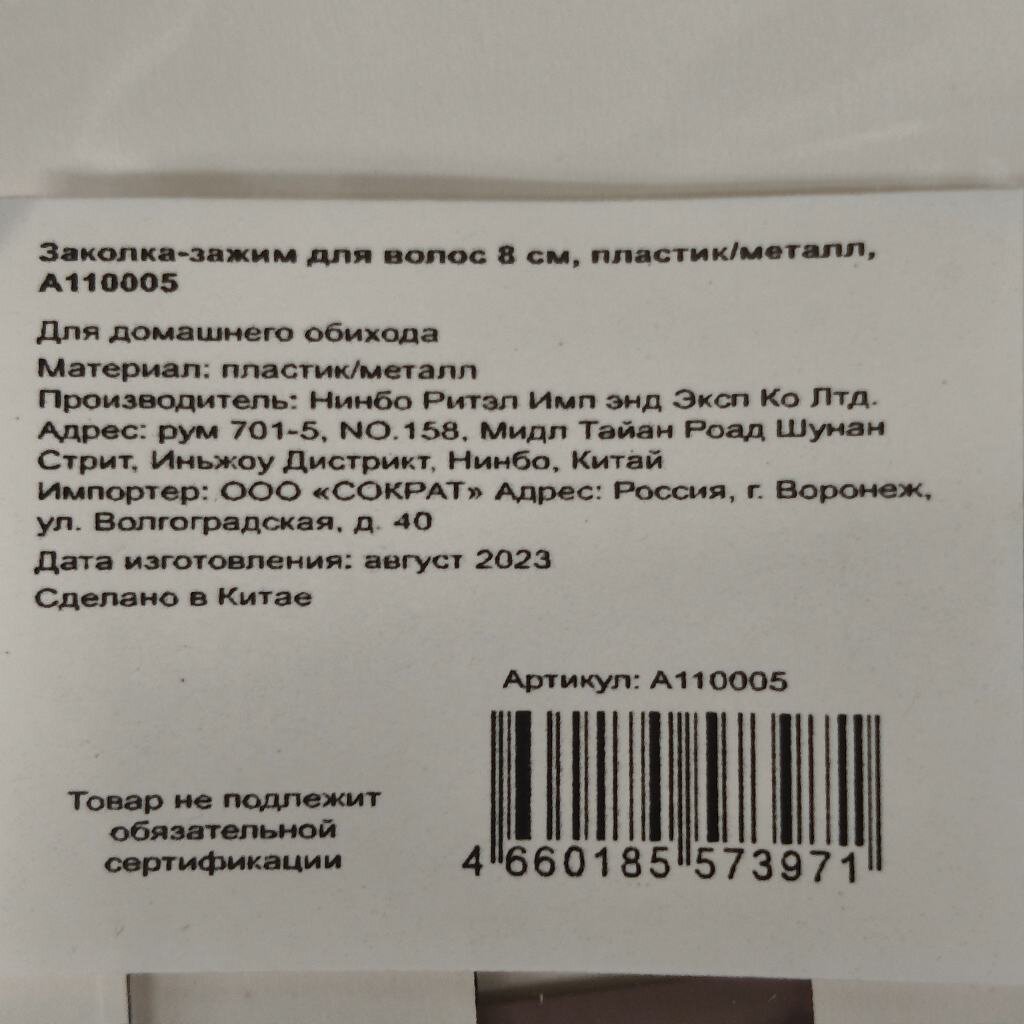 Заколка-зажим для волос 8 см, пластик/металл,
А110005
Для домашнего обихода
Материал: пластик/металл
Производитель: Нинбо Ритэл Имп энд Эксп Ко Лтд.
Адрес: рум 701-5, NO.158, Мидл Тайан Роад Шунан
Стрит, Иньжоу Дистрикт, Нинбо, Китай
Импортер: ООО «СОКРАТ» Адрес: Россия, г. Воронеж,
ул. Волгоградская, д. 40
Дата изготовления: август 2023
Сделано в Китае
Артикул: А110005
Товар не подлежит
обязательной
сертификации
4 660185 573971